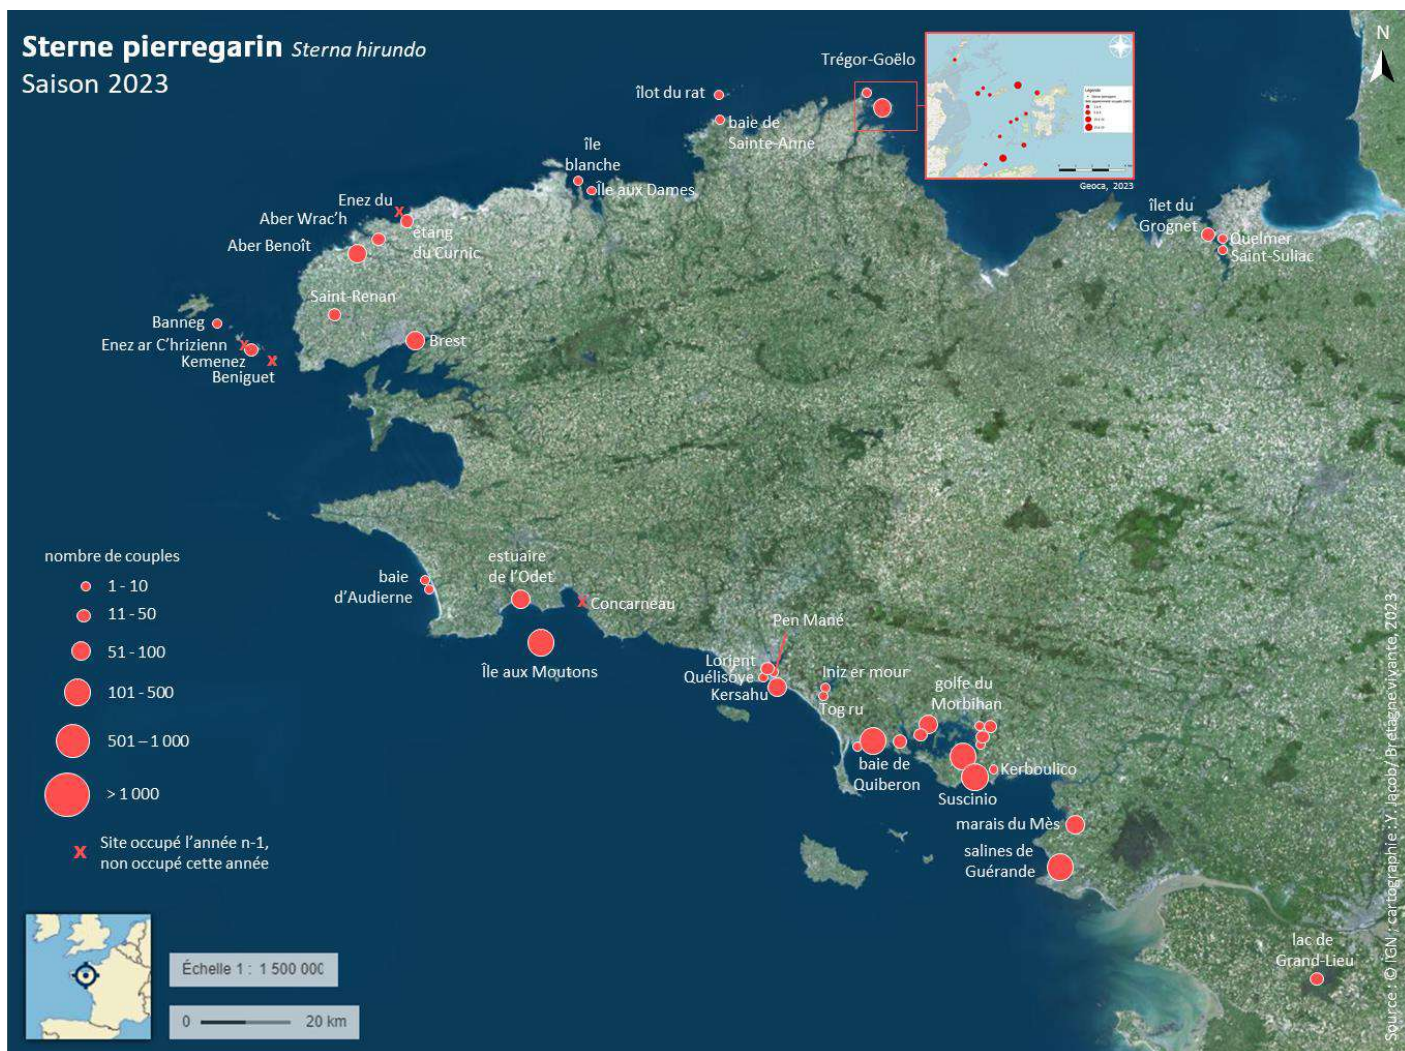 Sterne pierregarin Sterna hirundo
Saison 2023
Trégor-Goëlo
N
îlot du rat
baie de
Sainte-Anne
Légende
Geoca, 2023
île
blanche
Île aux Dames
Enez du
Aber Wrac'h
étang
du Curnic
Aber Benoît
îlet du
Grognet
Quelmer
Saint-Suliac
Saint-Renan
Banneg
Brest
Enez ar C'hrizienn
Kemenez
Beniguet
nombre de couples
1 - 10
11 - 50
51 - 100
101 - 500
501 – 1 000
> 1 000
x Site occupé l'année n-1,
non occupé cette année
baie
d'Audierne
estuaire
de l'Odet
Concarneau
Île aux Moutons
Pen Mané
Lorient
Quélisoye
Kersahu
Iniz er mour
Tog ru
golfe du
Morbihan
baie de
Quiberon
Kerboulico
Suscinio
marais du Mès
salines de
Guérande
lac de
Grand-Lieu
Échelle 1 : 1 500 000
0 20 km
Source : © IGN ; cartographie : Y. Jacob/ Bretagne vivante, 2023